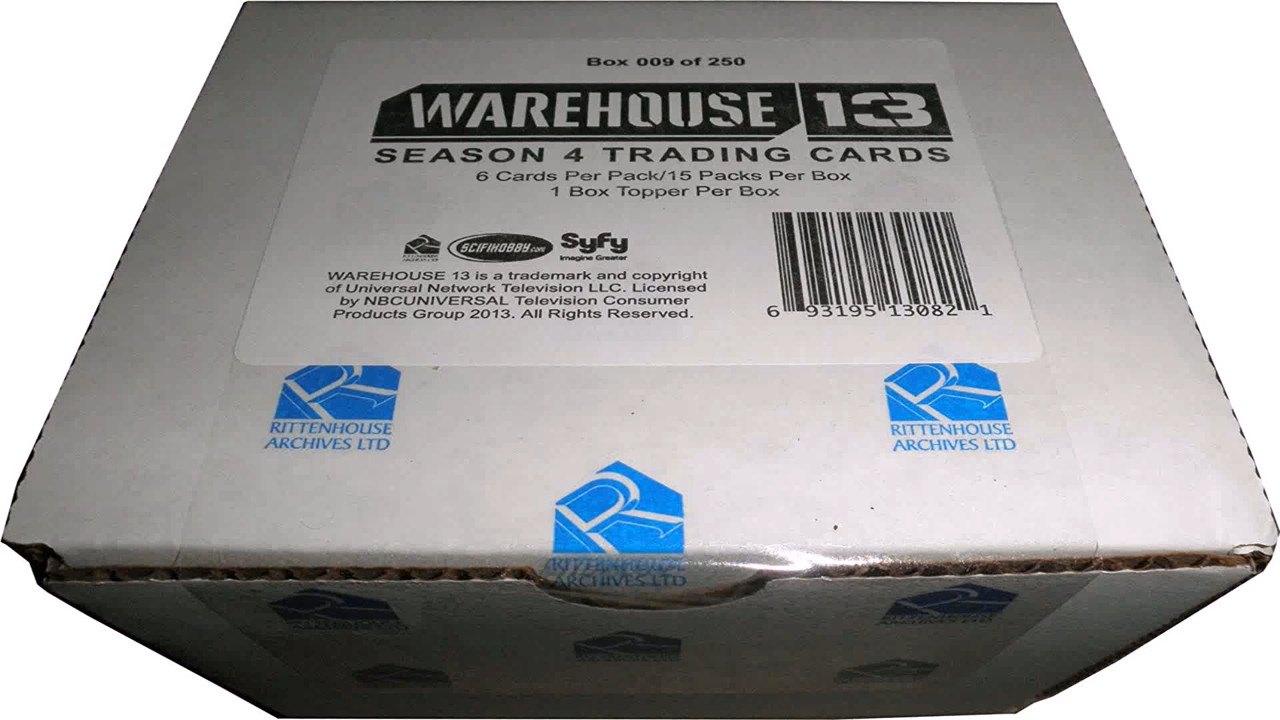 Box 009 of 250
WAREHOUSE 13
SEASON 4 TRADING CARDS
6 Cards Per Pack/15 Packs Per Box
1 Box Topper Per Box
SCIFIHOBBY.com
Syfy
Imagine Greater
WAREHOUSE 13 is a trademark and copyright
of Universal Network Television LLC. Licensed
by NBCUNIVERSAL Television Consumer
Products Group 2013. All Rights Reserved.
6 93195 13082 1
RITTENHOUSE
ARCHIVES LTD
RITTENHOUSE
ARCHIVES LTD
RITTENHOUSE
ARCHIVES LTD
RITTENHOUSE
ARCHIVES LTD